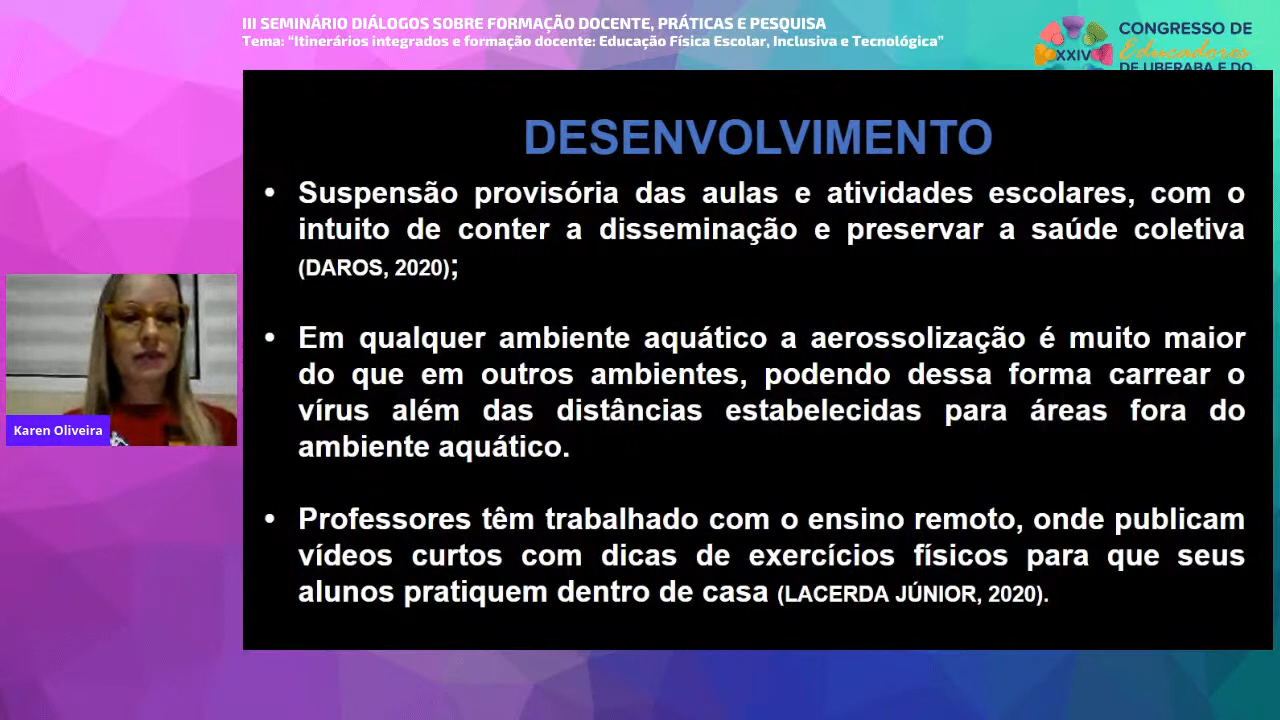 III SEMINÁRIO DIÁLOGOS SOBRE FORMAÇÃO DOCENTE, PRÁTICAS E PESQUISA
Tema: “Itinerários integrados e formação docente: Educação Física Escolar, Inclusiva e Tecnológica”
XXIV
CONGRESSO DE
Educadores
DE UBERABA E DO
DESENVOLVIMENTO
• Suspensão provisória das aulas e atividades escolares, com o
intuito de conter a disseminação e preservar a saúde coletiva
(DAROS, 2020);
• Em qualquer ambiente aquático a aerossolização é muito maior
do que em outros ambientes, podendo dessa forma carrear o
vírus além das distâncias estabelecidas para áreas fora do
ambiente aquático.
• Professores têm trabalhado com o ensino remoto, onde publicam
vídeos curtos com dicas de exercícios físicos para que seus
alunos pratiquem dentro de casa (LACERDA JÚNIOR, 2020).
Karen Oliveira